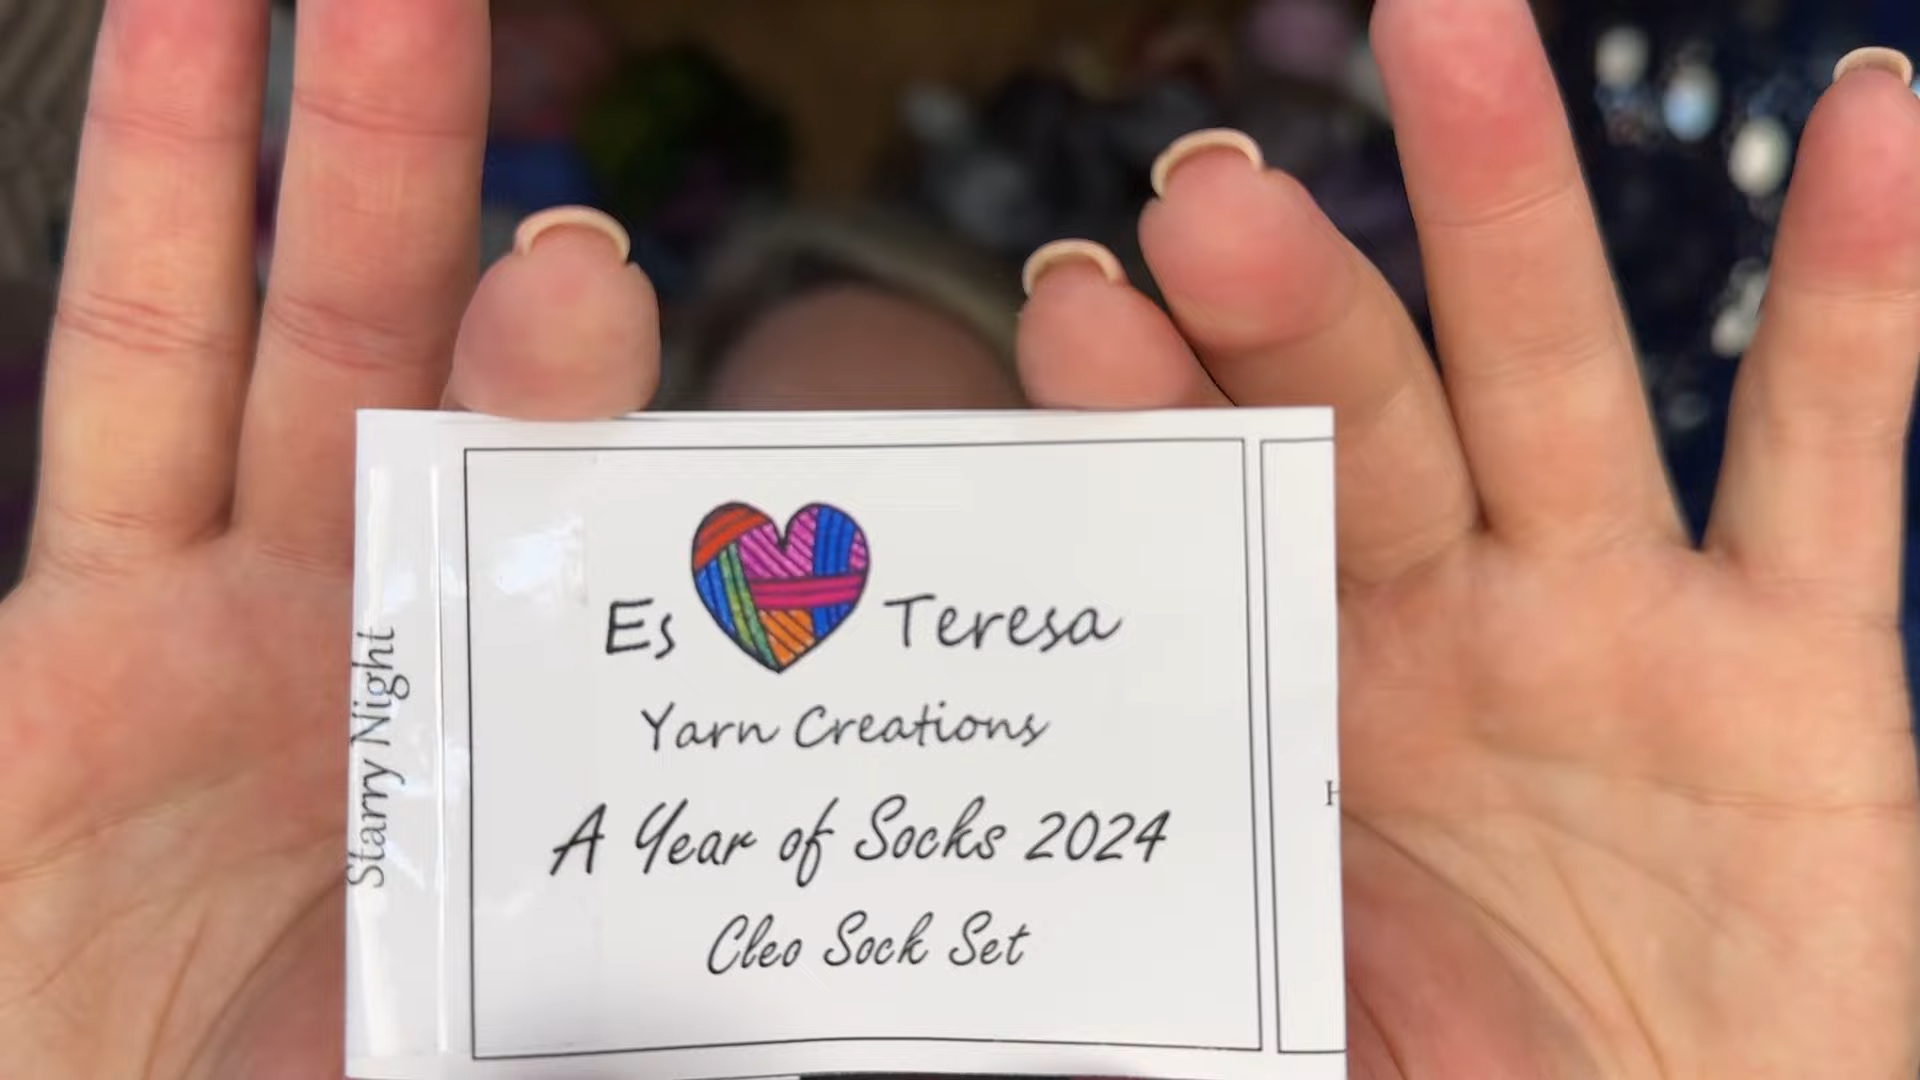 Es Teresa
Yarn Creations
A Year of Socks 2024
Cleo Sock Set
Starry Night
H